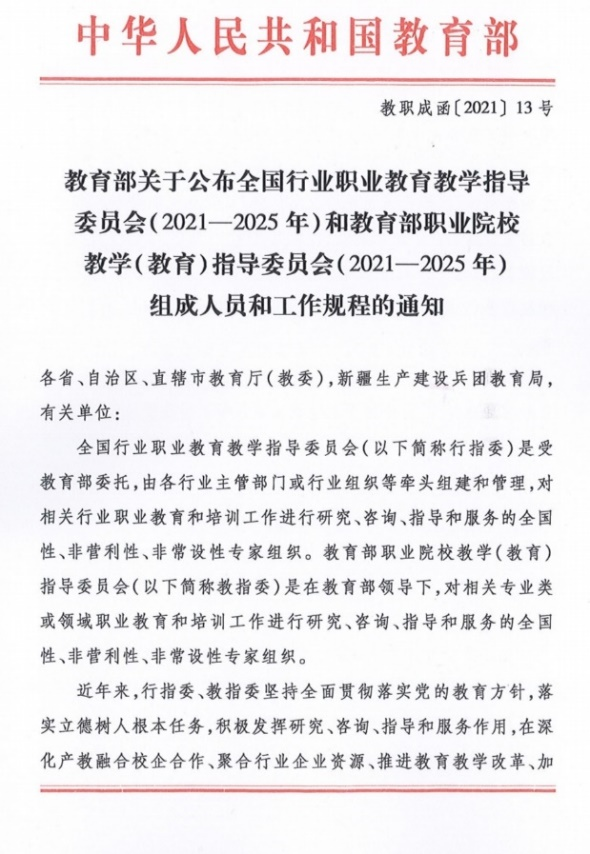 中华人民共和国教育部
教职成函〔2021〕13号
教育部关于公布全国行业职业教育教学指导
委员会(2021—2025年)和教育部职业院校
教学(教育)指导委员会(2021—2025年)
组成人员和工作规程的通知
各省、自治区、直辖市教育厅(教委),新疆生产建设兵团教育局,
有关单位:
全国行业职业教育教学指导委员会(以下简称行指委)是受
教育部委托,由各行业主管部门或行业组织等牵头组建和管理,对
相关行业职业教育和培训工作进行研究、咨询、指导和服务的全国
性、非营利性、非常设性专家组织。教育部职业院校教学(教育)
指导委员会(以下简称教指委)是在教育部领导下,对相关专业类
或领域职业教育和培训工作进行研究、咨询、指导和服务的全国
性、非营利性、非常设性专家组织。
近年来,行指委、教指委坚持全面贯彻落实党的教育方针,落
实立德树人根本任务,积极发挥研究、咨询、指导和服务作用,在深
化产教融合校企合作、聚合行业企业资源、推进教育教学改革、加